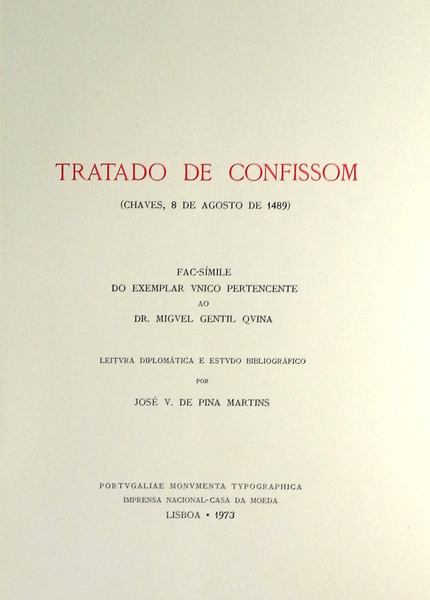 TRATADO DE CONFISSOM
(CHAVES, 8 DE AGOSTO DE 1489)
FAC-SÍMILE
DO EXEMPLAR VNICO PERTENCENTE
AO
DR. MIGVEL GENTIL QVINA
LEITVRA DIPLOMÁTICA E ESTVDO BIBLIOGRÁFICO
POR
JOSÉ V. DE PINA MARTINS
PORTVGALIAE MONVMENTA TYPOGRAPHICA
IMPRENSA NACIONAL-CASA DA MOEDA
LISBOA • 1973